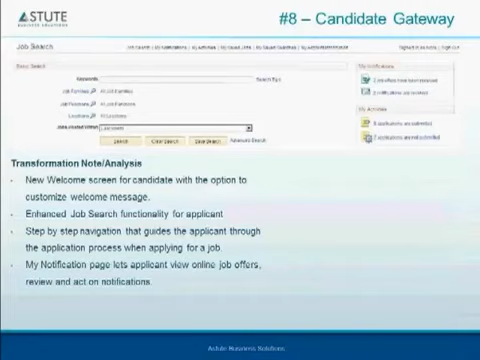 ASTUTE
BUSINESS SOLUTIONS
#8 – Candidate Gateway
Job Search
Basic Search
Keywords
Search Tips
Job Families
All Job Families
All Job Functions
Locations
All Locations
Search
Clear Search
Save Search
Advanced Search
My Notifications
My Activities
Transformation Note/Analysis
New Welcome screen for candidate with the option to
customize welcome message.
Enhanced Job Search functionality for applicant
Step by step navigation that guides the applicant through
the application process when applying for a job.
My Notification page lets applicant view online job offers,
review and act on notifications.
Astute Business Solutions